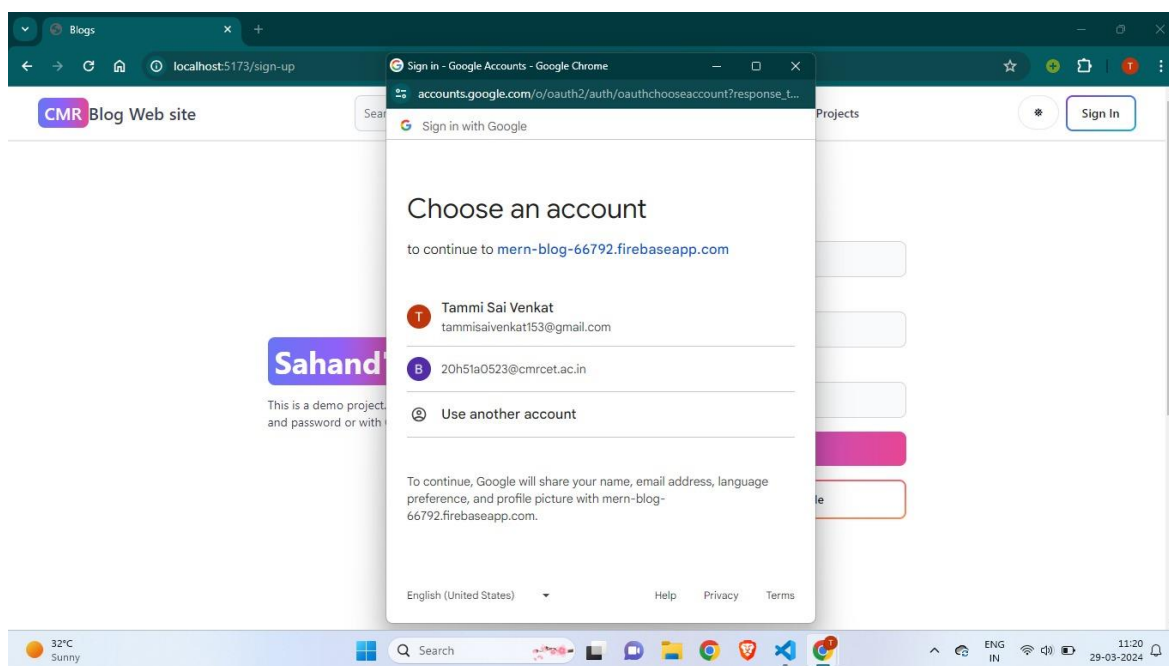 Blogs
localhost:5173/sign-up
Sign in - Google Accounts - Google Chrome
accounts.google.com/o/oauth2/auth/oauthchooseaccount?response_t...
CMR Blog Web site
Sear
Projects
Sign In
Sign in with Google
Choose an account
to continue to mern-blog-66792.firebaseapp.com
T
Tammi Sai Venkat
tammisaivenkat153@gmail.com
B
20h51a0523@cmrcet.ac.in
Use another account
To continue, Google will share your name, email address, language
preference, and profile picture with mern-blog-
66792.firebaseapp.com.
English (United States)
Help
Privacy
Terms
Sahand'
This is a demo project.
and password or with
le
32°C
Sunny
Search
ENG
IN
11:20
29-03-2024